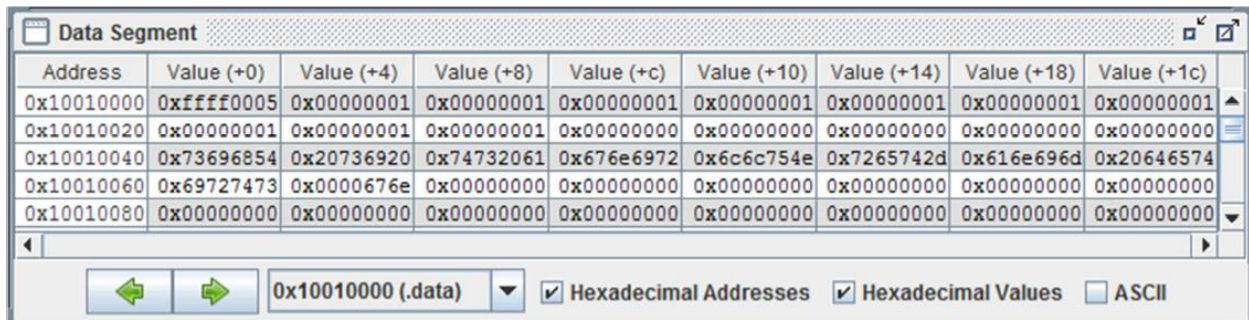 Data Segment
Address Value (+0) Value (+4) Value (+8) Value (+c) Value (+10) Value (+14) Value (+18) Value (+1c)
0x10010000 0xffff0005 0x00000001 0x00000001 0x00000001 0x00000001 0x00000001 0x00000001 0x00000001
0x10010020 0x00000001 0x00000001 0x00000001 0x00000000 0x00000000 0x00000000 0x00000000 0x00000000
0x10010040 0x73696854 0x20736920 0x74732061 0x676e6972 0x6c6c754e 0x7265742d 0x616e696d 0x20646574
0x10010060 0x69727473 0x0000676e 0x00000000 0x00000000 0x00000000 0x00000000 0x00000000 0x00000000
0x10010080 0x00000000 0x00000000 0x00000000 0x00000000 0x00000000 0x00000000 0x00000000 0x00000000
0x10010000 (.data) Hexadecimal Addresses Hexadecimal Values ASCII